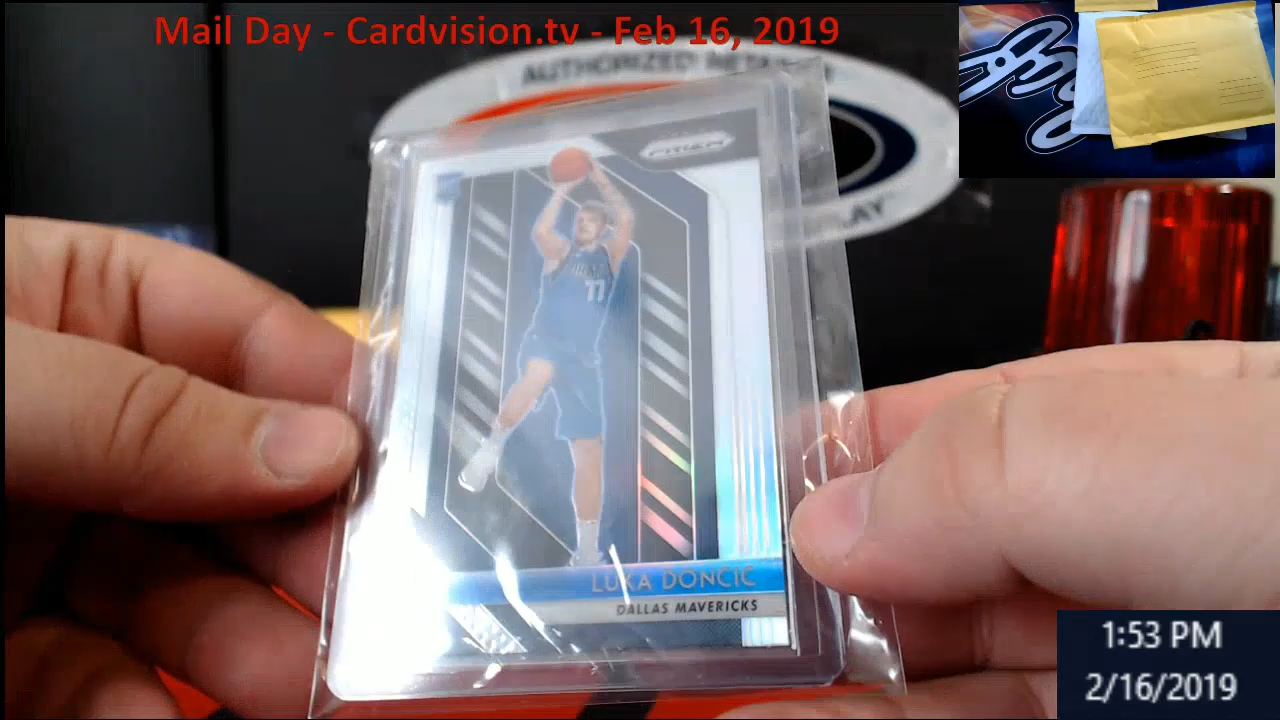 Mail Day - Cardvision.tv - Feb 16, 2019
AUTHORIZED RETAILER
PRIZM
77
LUKA DONCIC
DALLAS MAVERICKS
1:53 PM
2/16/2019